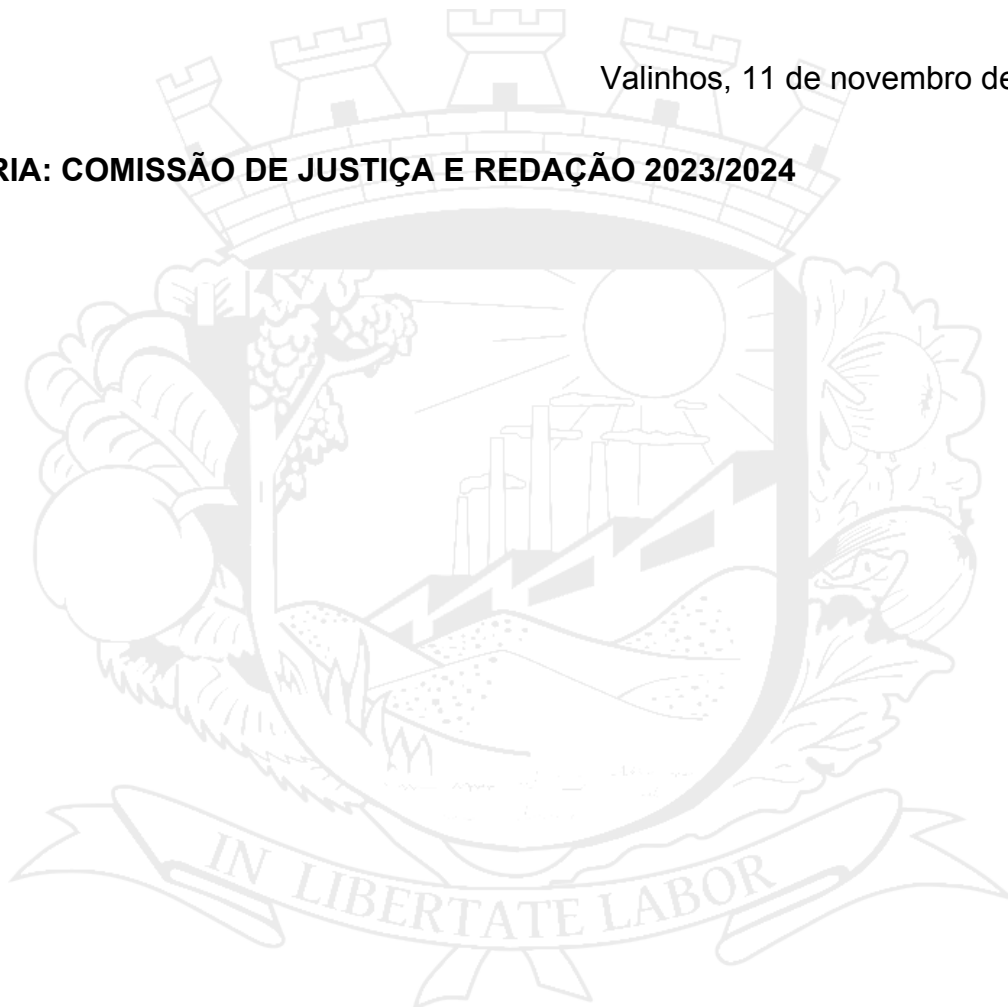 Valinhos, 11 de novembro de
RIA: COMISSÃO DE JUSTIÇA E REDAÇÃO 2023/2024
IN LIBERTATE LABOR